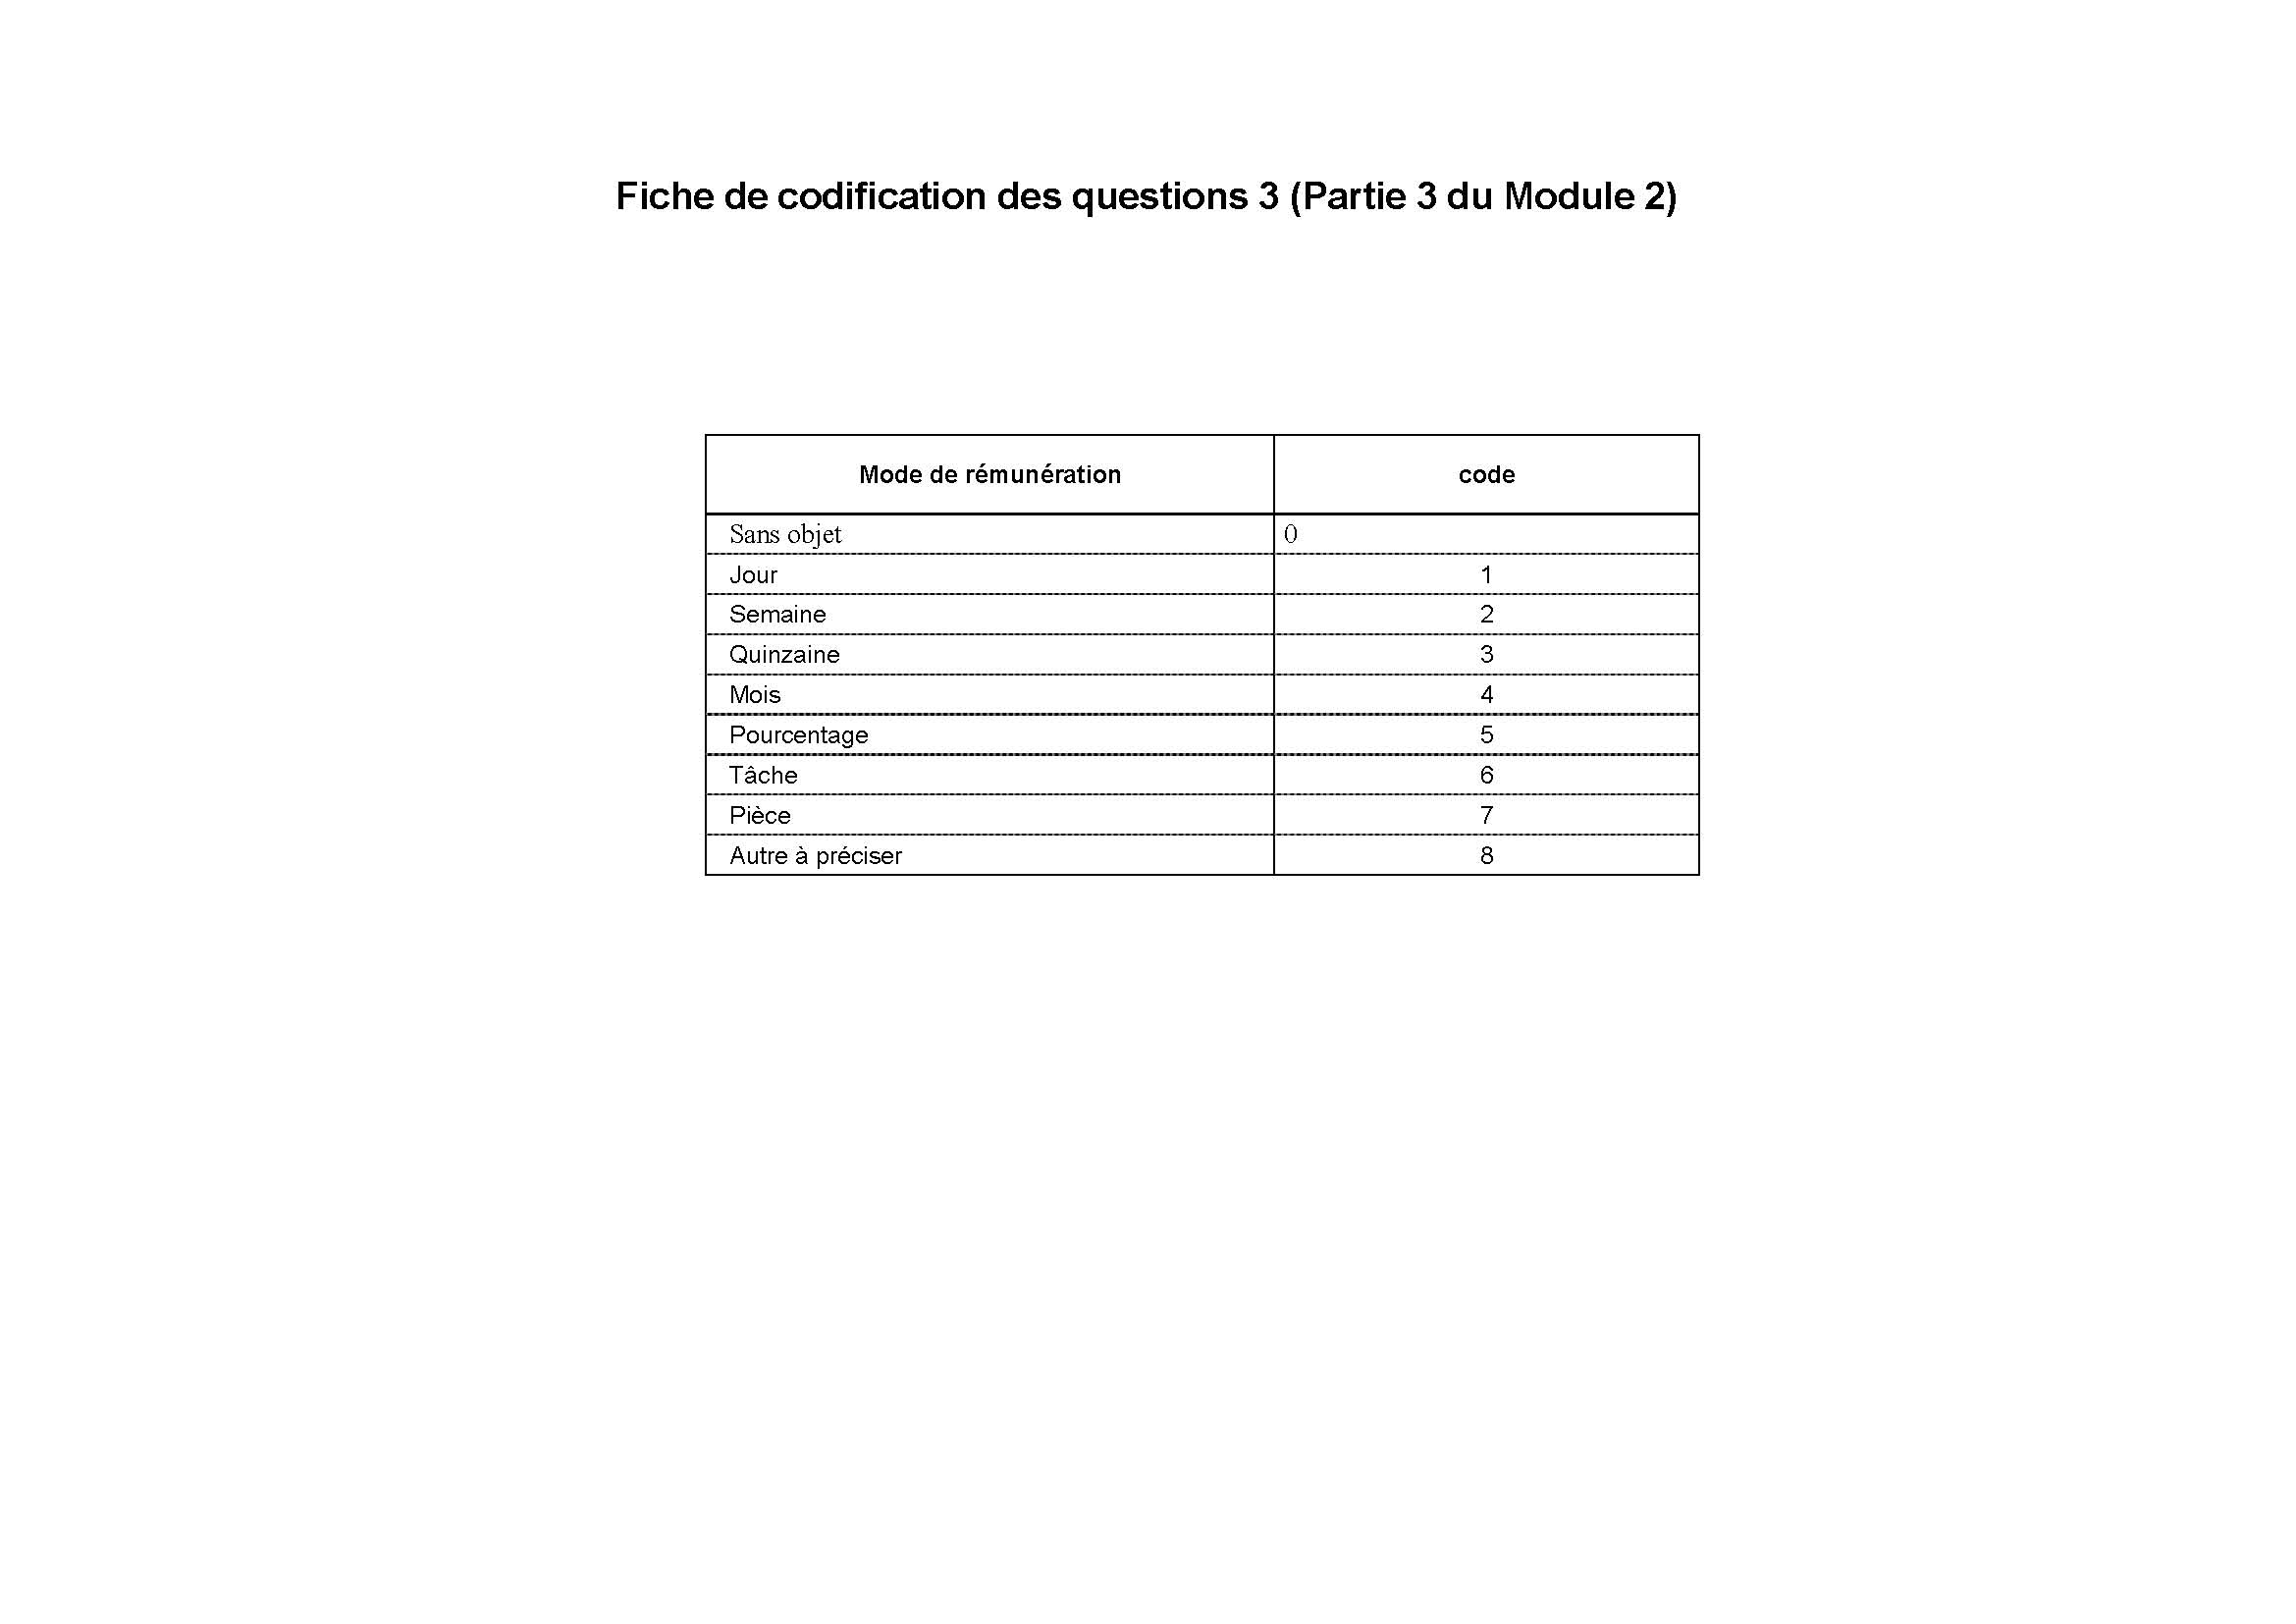 Fiche de codification des questions 3 (Partie 3 du Module 2)
Mode de rémunération code
Sans objet 0
Jour 1
Semaine 2
Quinzaine 3
Mois 4
Pourcentage 5
Tâche 6
Pièce 7
Autre à préciser 8